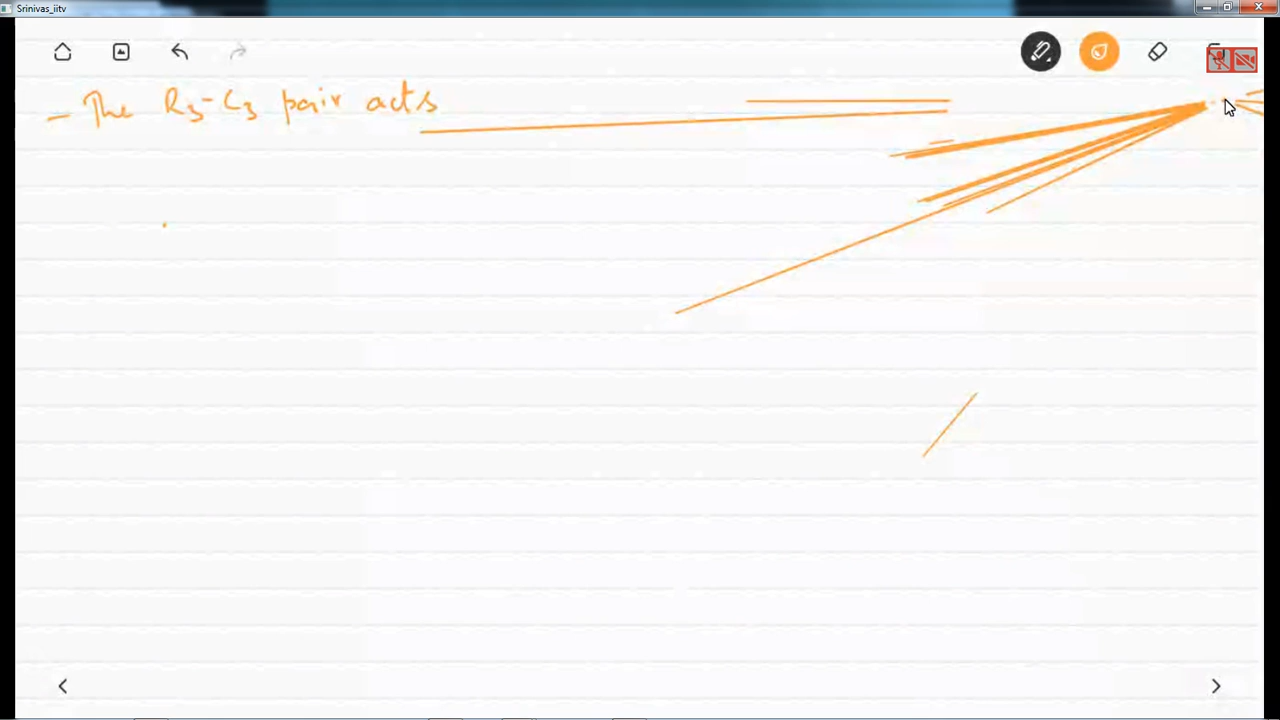 Srinivas_iitv
- The R3-C3 pair acts